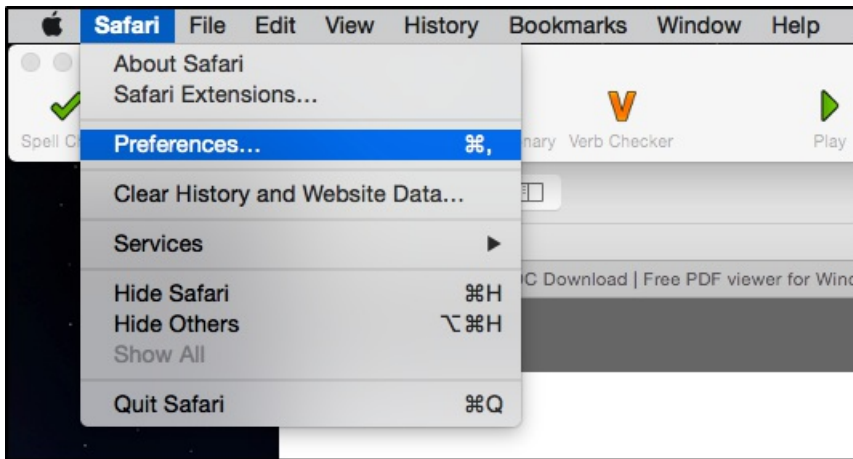 Safari File Edit View History Bookmarks Window Help
About Safari
Safari Extensions...
Preferences... ⌘,
Clear History and Website Data...
Services ▶
Hide Safari ⌘H
Hide Others ⌥⌘H
Show All
Quit Safari ⌘Q
Spell C
nary Verb Checker
Play
C Download | Free PDF viewer for Wind